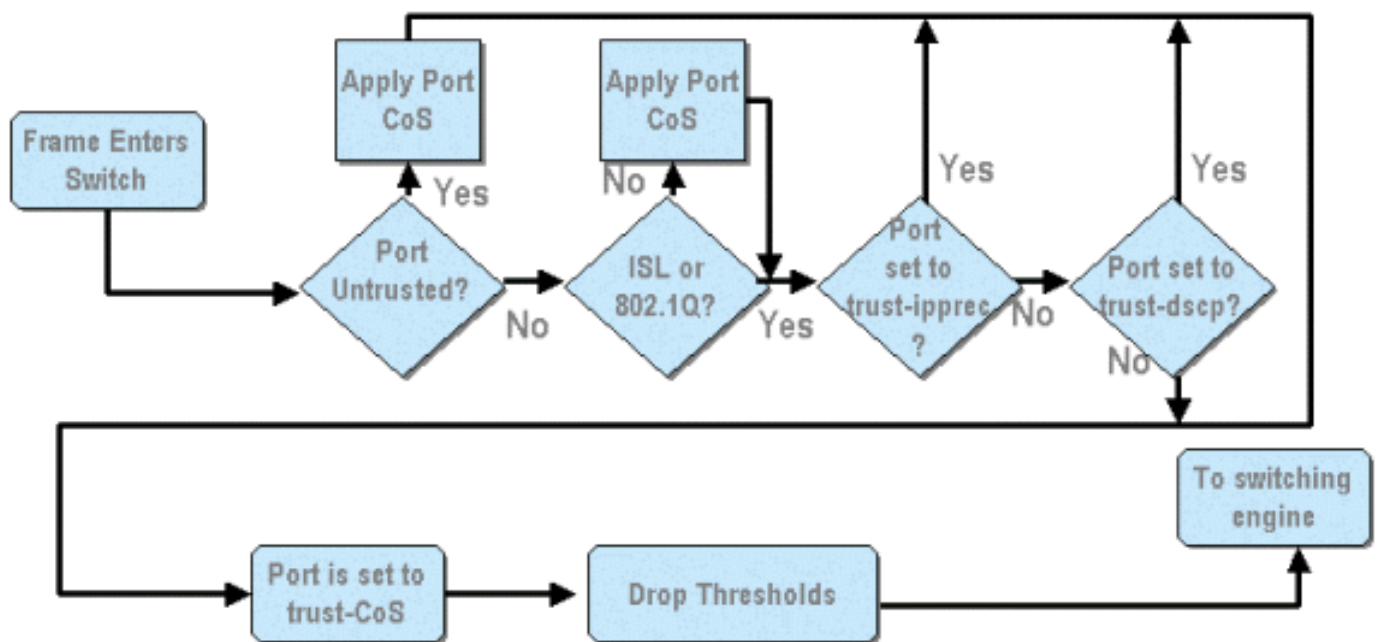 Frame Enters
Switch
Apply Port
CoS
Yes
Port
Untrusted?
No
Apply Port
CoS
No
ISL or
802.1Q?
Yes
Port
set to
trust-ipprec
?
Yes
No
Port set to
trust-dscp?
Yes
No
Port is set to
trust-CoS
Drop Thresholds
To switching
engine